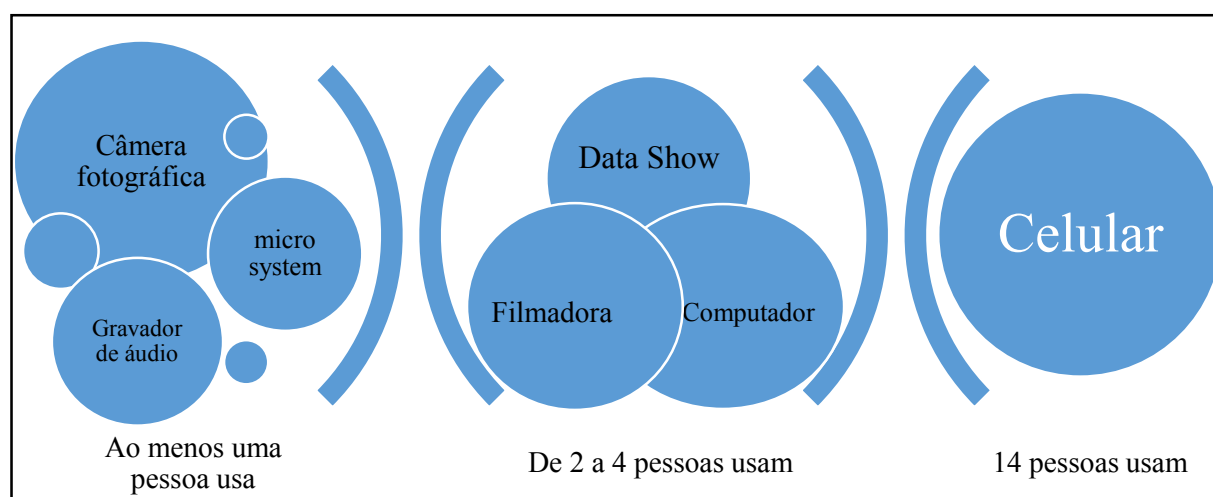 Câmera
fotográfica
micro
system
Gravador
de áudio
Ao menos uma
pessoa usa
Data Show
Filmadora
Computador
De 2 a 4 pessoas usam
Celular
14 pessoas usam